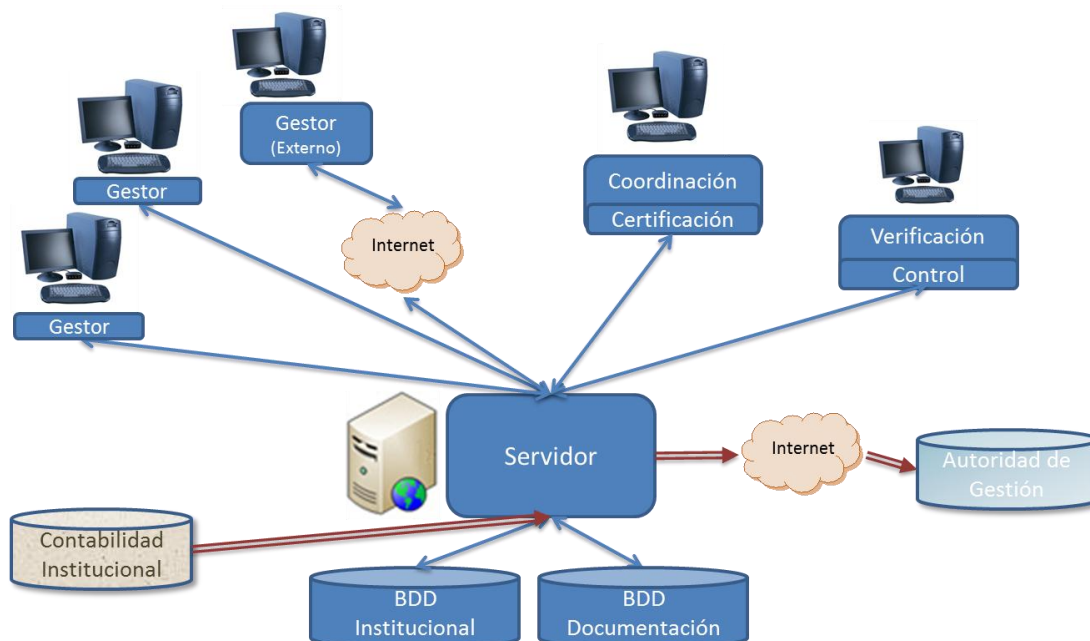 Gestor
(Externo)
Gestor
Gestor
Internet
Coordinación
Certificación
Verificación
Control
Servidor
Internet
Autoridad de
Gestión
Contabilidad
Institucional
BDD
Institucional
BDD
Documentación